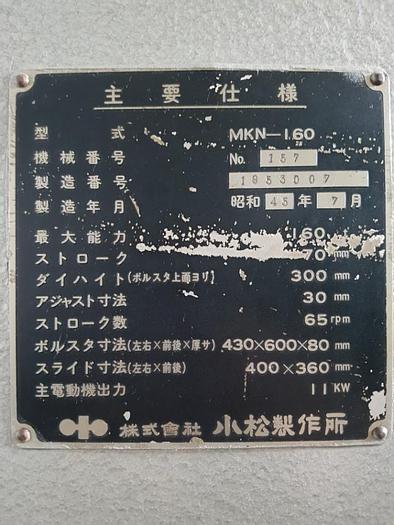 主要仕様
型式 MKN-160
機械番号 No. 157
製造番号 1953007
製造年月 昭和 45 年 7 月
最大能力 160
ストローク 70 mm
ダイハイト(ボルスタ上面ヨリ) 300 mm
アジャスト寸法 30 mm
ストローク数 65 rpm
ボルスタ寸法(左右×前後×厚サ) 430×600×80 mm
スライド寸法(左右×前後) 400×360 mm
主電動機出力 11 KW
株式會社 小松製作所